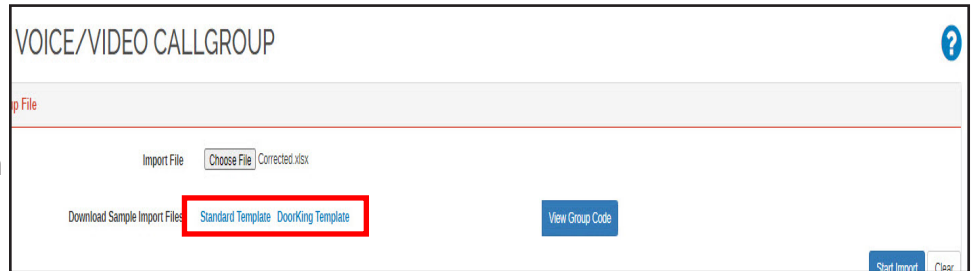 VOICE/VIDEO CALLGROUP ?
up File
Import File Choose File Corrected.xlsx
Download Sample Import Files Standard Template DoorKing Template View Group Code
Start Import Clear